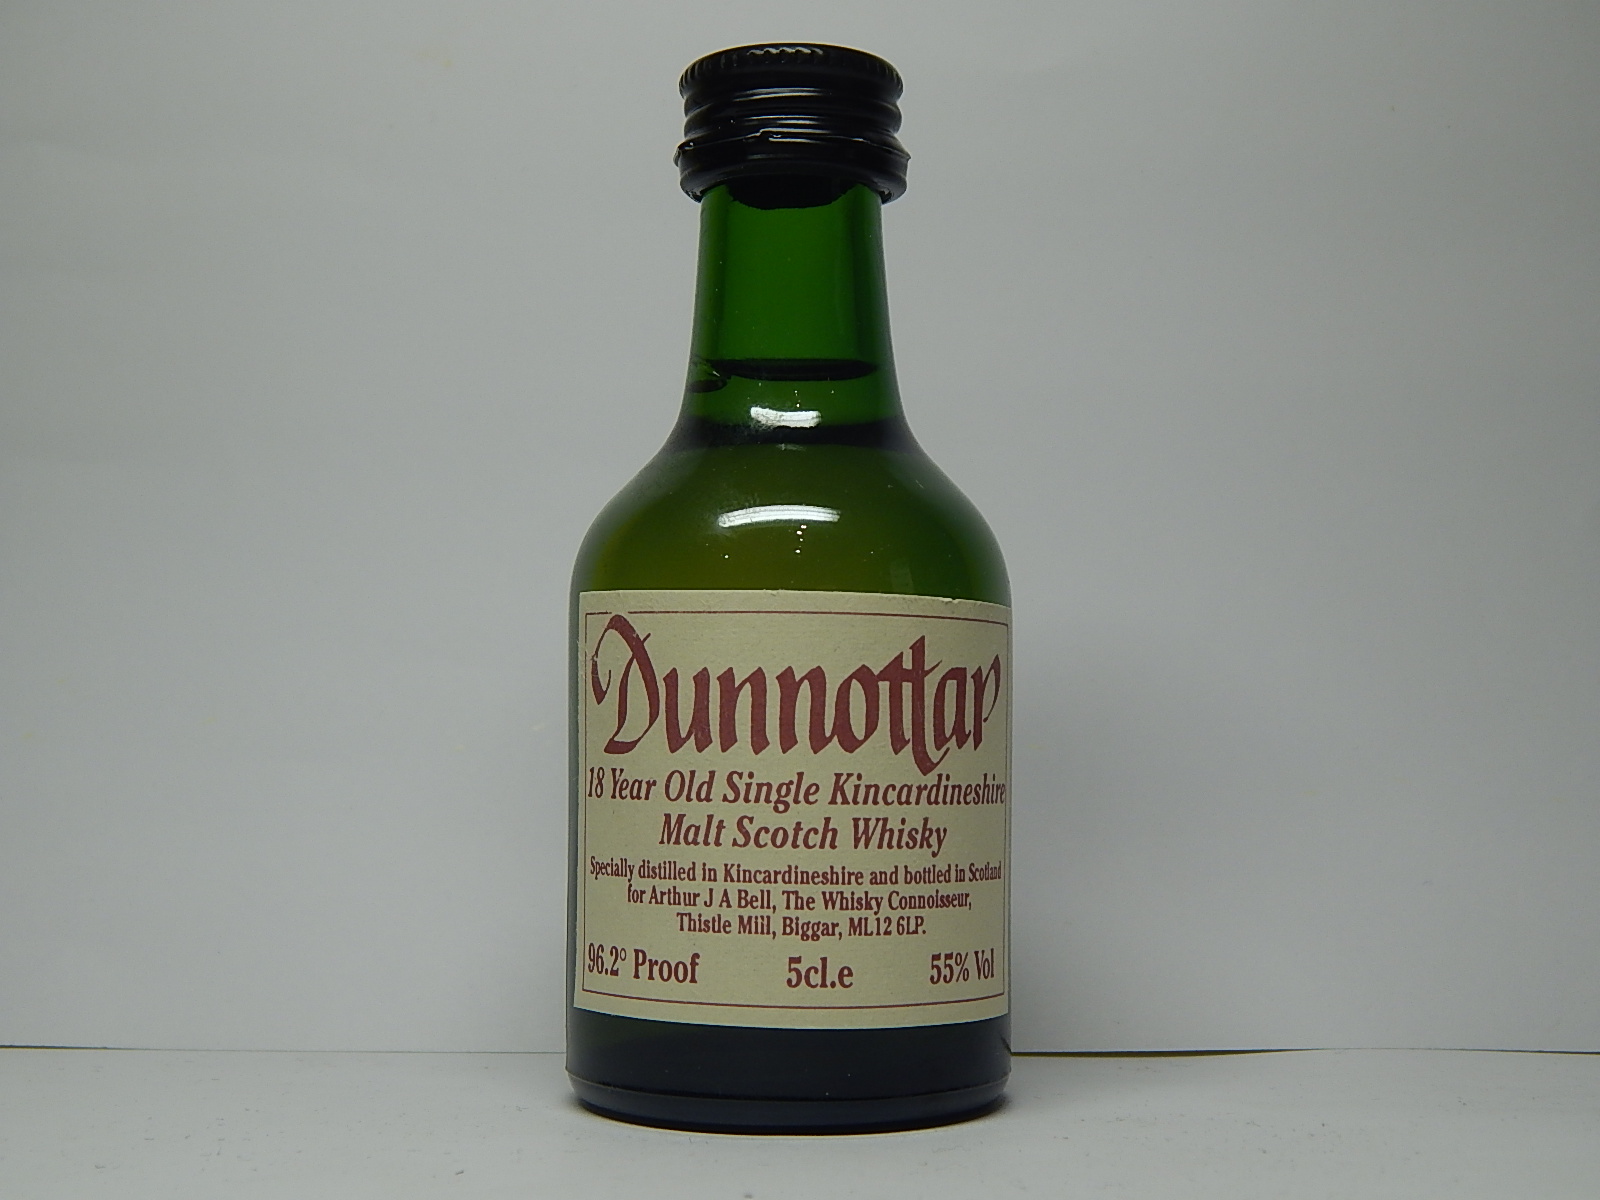 Dunnottar
18 Year Old Single Kincardineshire
Malt Scotch Whisky
Specially distilled in Kincardineshire and bottled in Scotland
for Arthur J A Bell, The Whisky Connoisseur,
Thistle Mill, Biggar, ML12 6LP.
96.2° Proof 5cl.e 55% Vol